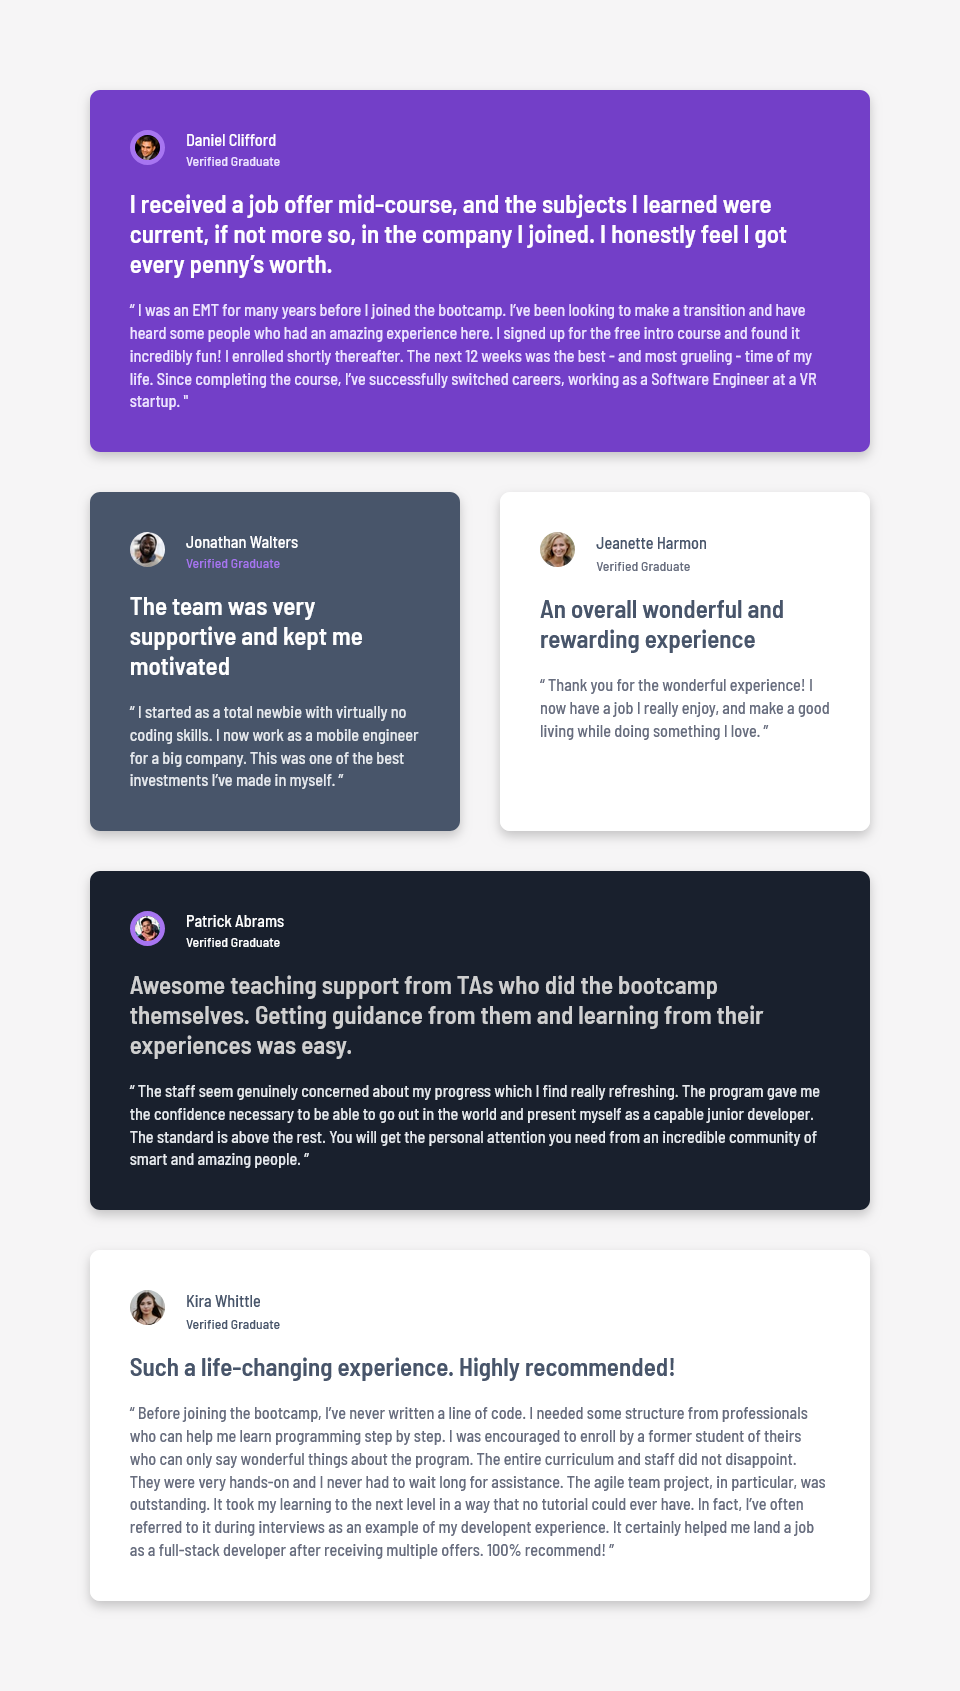 Daniel Clifford
Verified Graduate
I received a job offer mid-course, and the subjects I learned were
current, if not more so, in the company I joined. I honestly feel I got
every penny’s worth.
“ I was an EMT for many years before I joined the bootcamp. I’ve been looking to make a transition and have
heard some people who had an amazing experience here. I signed up for the free intro course and found it
incredibly fun! I enrolled shortly thereafter. The next 12 weeks was the best - and most grueling - time of my
life. Since completing the course, I’ve successfully switched careers, working as a Software Engineer at a VR
startup. "
Jonathan Walters
Verified Graduate
The team was very
supportive and kept me
motivated
“ I started as a total newbie with virtually no
coding skills. I now work as a mobile engineer
for a big company. This was one of the best
investments I’ve made in myself. ”
Jeanette Harmon
Verified Graduate
An overall wonderful and
rewarding experience
“ Thank you for the wonderful experience! I
now have a job I really enjoy, and make a good
living while doing something I love. ”
Patrick Abrams
Verified Graduate
Awesome teaching support from TAs who did the bootcamp
themselves. Getting guidance from them and learning from their
experiences was easy.
“ The staff seem genuinely concerned about my progress which I find really refreshing. The program gave me
the confidence necessary to be able to go out in the world and present myself as a capable junior developer.
The standard is above the rest. You will get the personal attention you need from an incredible community of
smart and amazing people. ”
Kira Whittle
Verified Graduate
Such a life-changing experience. Highly recommended!
“ Before joining the bootcamp, I’ve never written a line of code. I needed some structure from professionals
who can help me learn programming step by step. I was encouraged to enroll by a former student of theirs
who can only say wonderful things about the program. The entire curriculum and staff did not disappoint.
They were very hands-on and I never had to wait long for assistance. The agile team project, in particular, was
outstanding. It took my learning to the next level in a way that no tutorial could ever have. In fact, I’ve often
referred to it during interviews as an example of my developent experience. It certainly helped me land a job
as a full-stack developer after receiving multiple offers. 100% recommend! ”